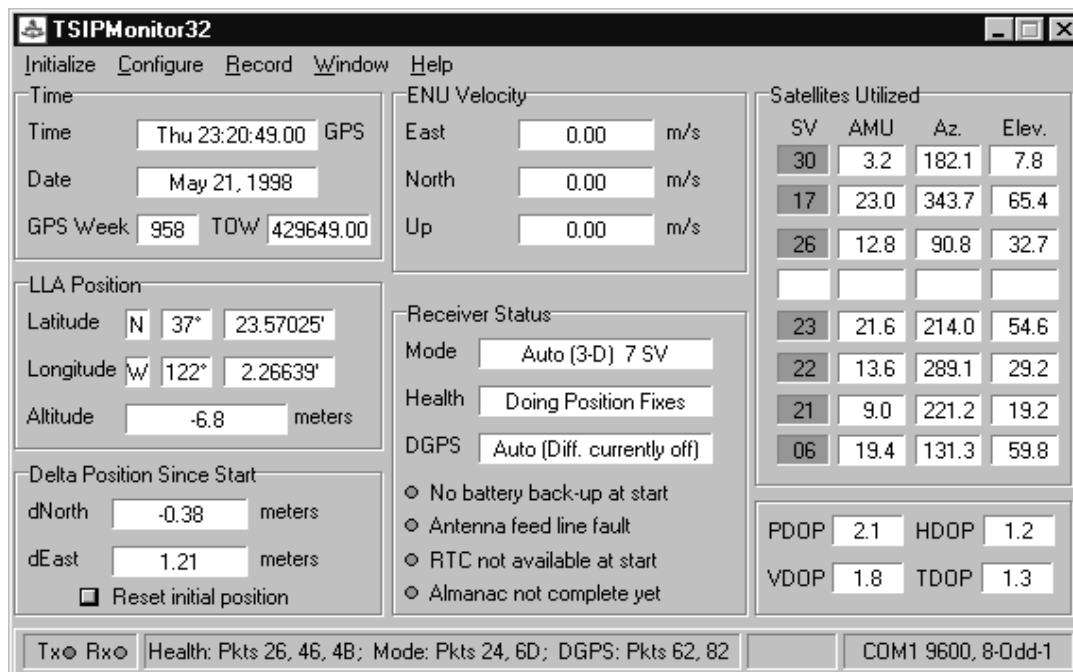 TSIPMonitor32
Initialize Configure Record Window Help
Time
Time Thu 23:20:49.00 GPS
Date May 21, 1998
GPS Week 958 TOW 429649.00
LLA Position
Latitude N 37° 23.57025'
Longitude W 122° 2.26639'
Altitude -6.8 meters
Delta Position Since Start
dNorth -0.38 meters
dEast 1.21 meters
Reset initial position
ENU Velocity
East 0.00 m/s
North 0.00 m/s
Up 0.00 m/s
Receiver Status
Mode Auto (3-D) 7 SV
Health Doing Position Fixes
DGPS Auto (Diff. currently off)
No battery back-up at start
Antenna feed line fault
RTC not available at start
Almanac not complete yet
Satellites Utilized
SV AMU Az. Elev.
30 3.2 182.1 7.8
17 23.0 343.7 65.4
26 12.8 90.8 32.7
23 21.6 214.0 54.6
22 13.6 289.1 29.2
21 9.0 221.2 19.2
06 19.4 131.3 59.8
PDOP 2.1 HDOP 1.2
VDOP 1.8 TDOP 1.3
Tx Rx Health: Pkts 26, 46, 4B; Mode: Pkts 24, 6D; DGPS: Pkts 62, 82 COM1 9600, 8-Odd-1